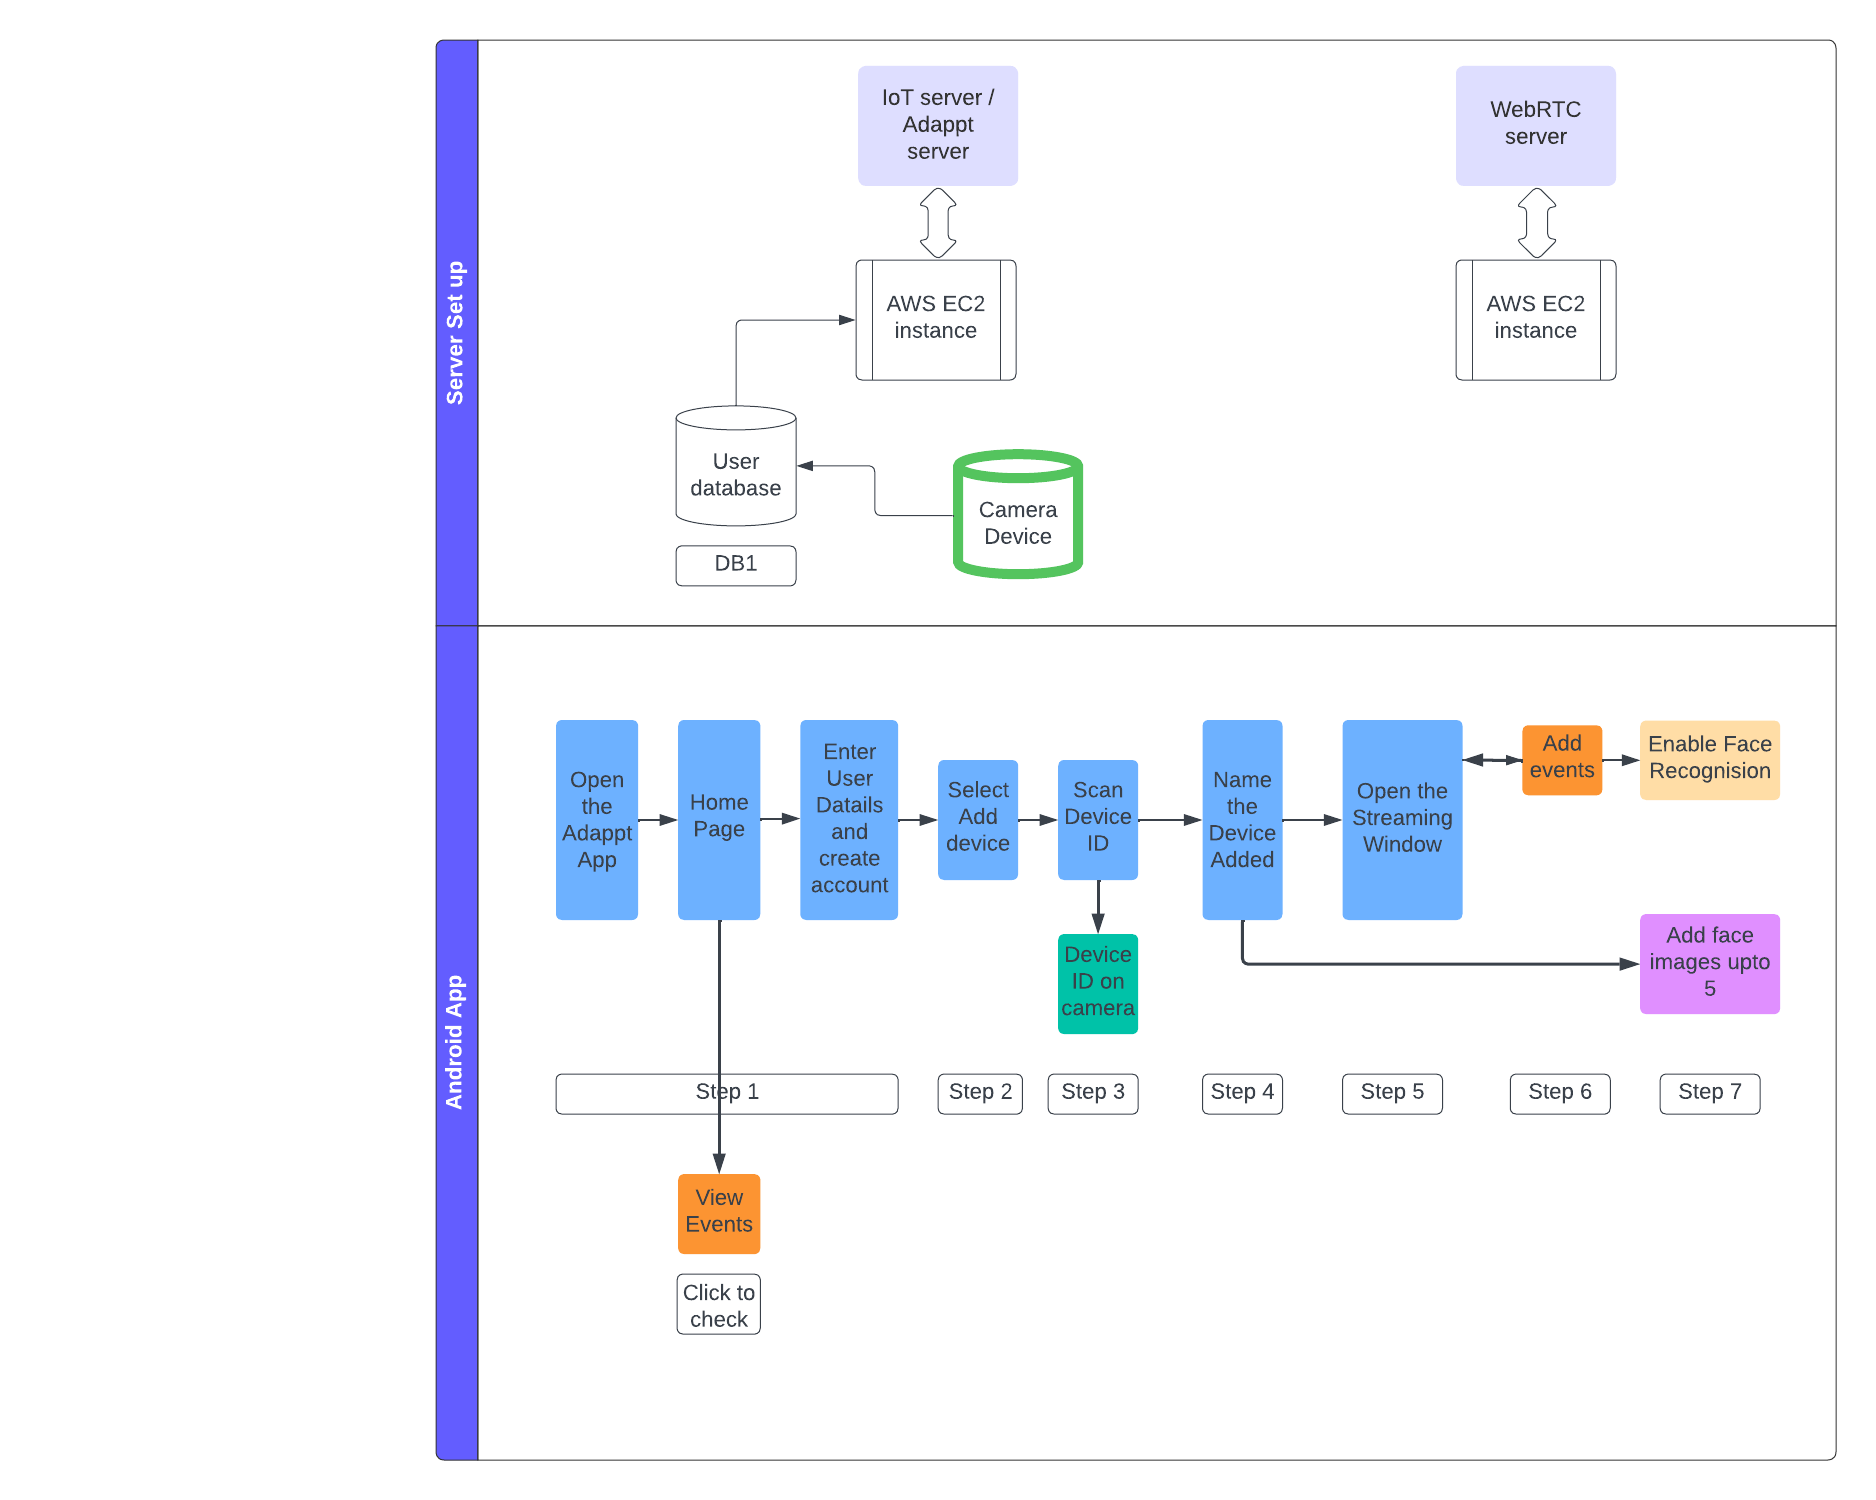 Server Set up
IoT server /
Adappt
server
WebRTC
server
AWS EC2
instance
AWS EC2
instance
User
database
Camera
Device
DB1
Android App
Open
the
Adappt
App
Home
Page
Enter
User
Datails
and
create
account
Select
Add
device
Scan
Device
ID
Name
the
Device
Added
Open the
Streaming
Window
Add
events
Enable Face
Recognision
Device
ID on
camera
Add face
images upto
5
Step 1
Step 2
Step 3
Step 4
Step 5
Step 6
Step 7
View
Events
Click to
check